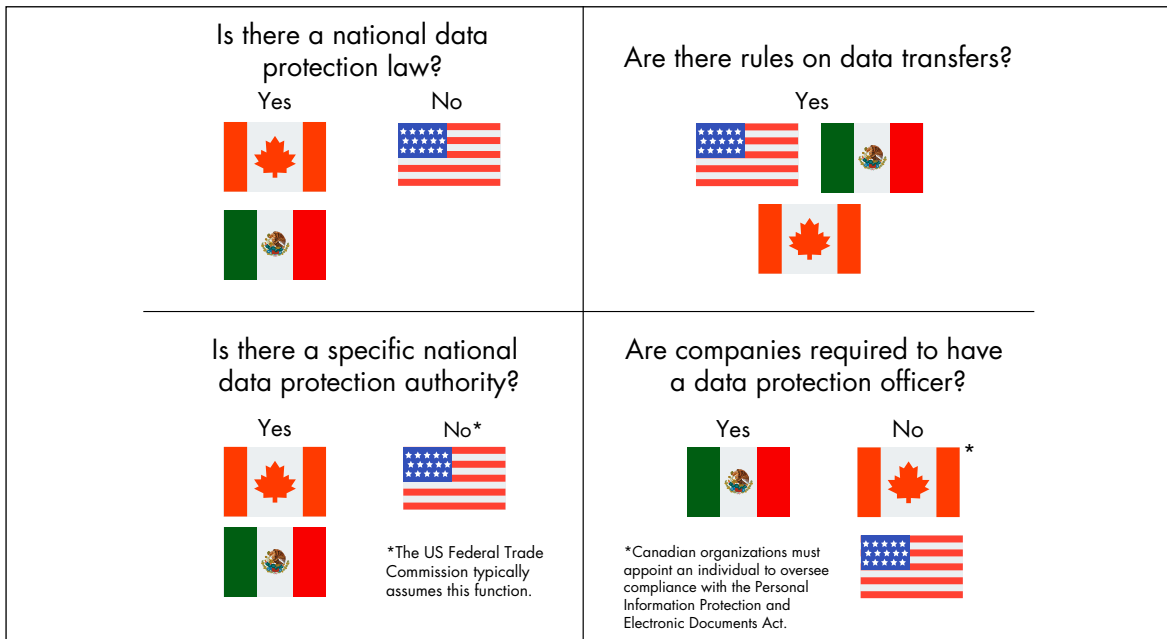 Is there a national data
protection law?
Yes
No
Are there rules on data transfers?
Yes
Is there a specific national
data protection authority?
Yes
No*
*The US Federal Trade
Commission typically
assumes this function.
Are companies required to have
a data protection officer?
Yes
No
*
*Canadian organizations must
appoint an individual to oversee
compliance with the Personal
Information Protection and
Electronic Documents Act.